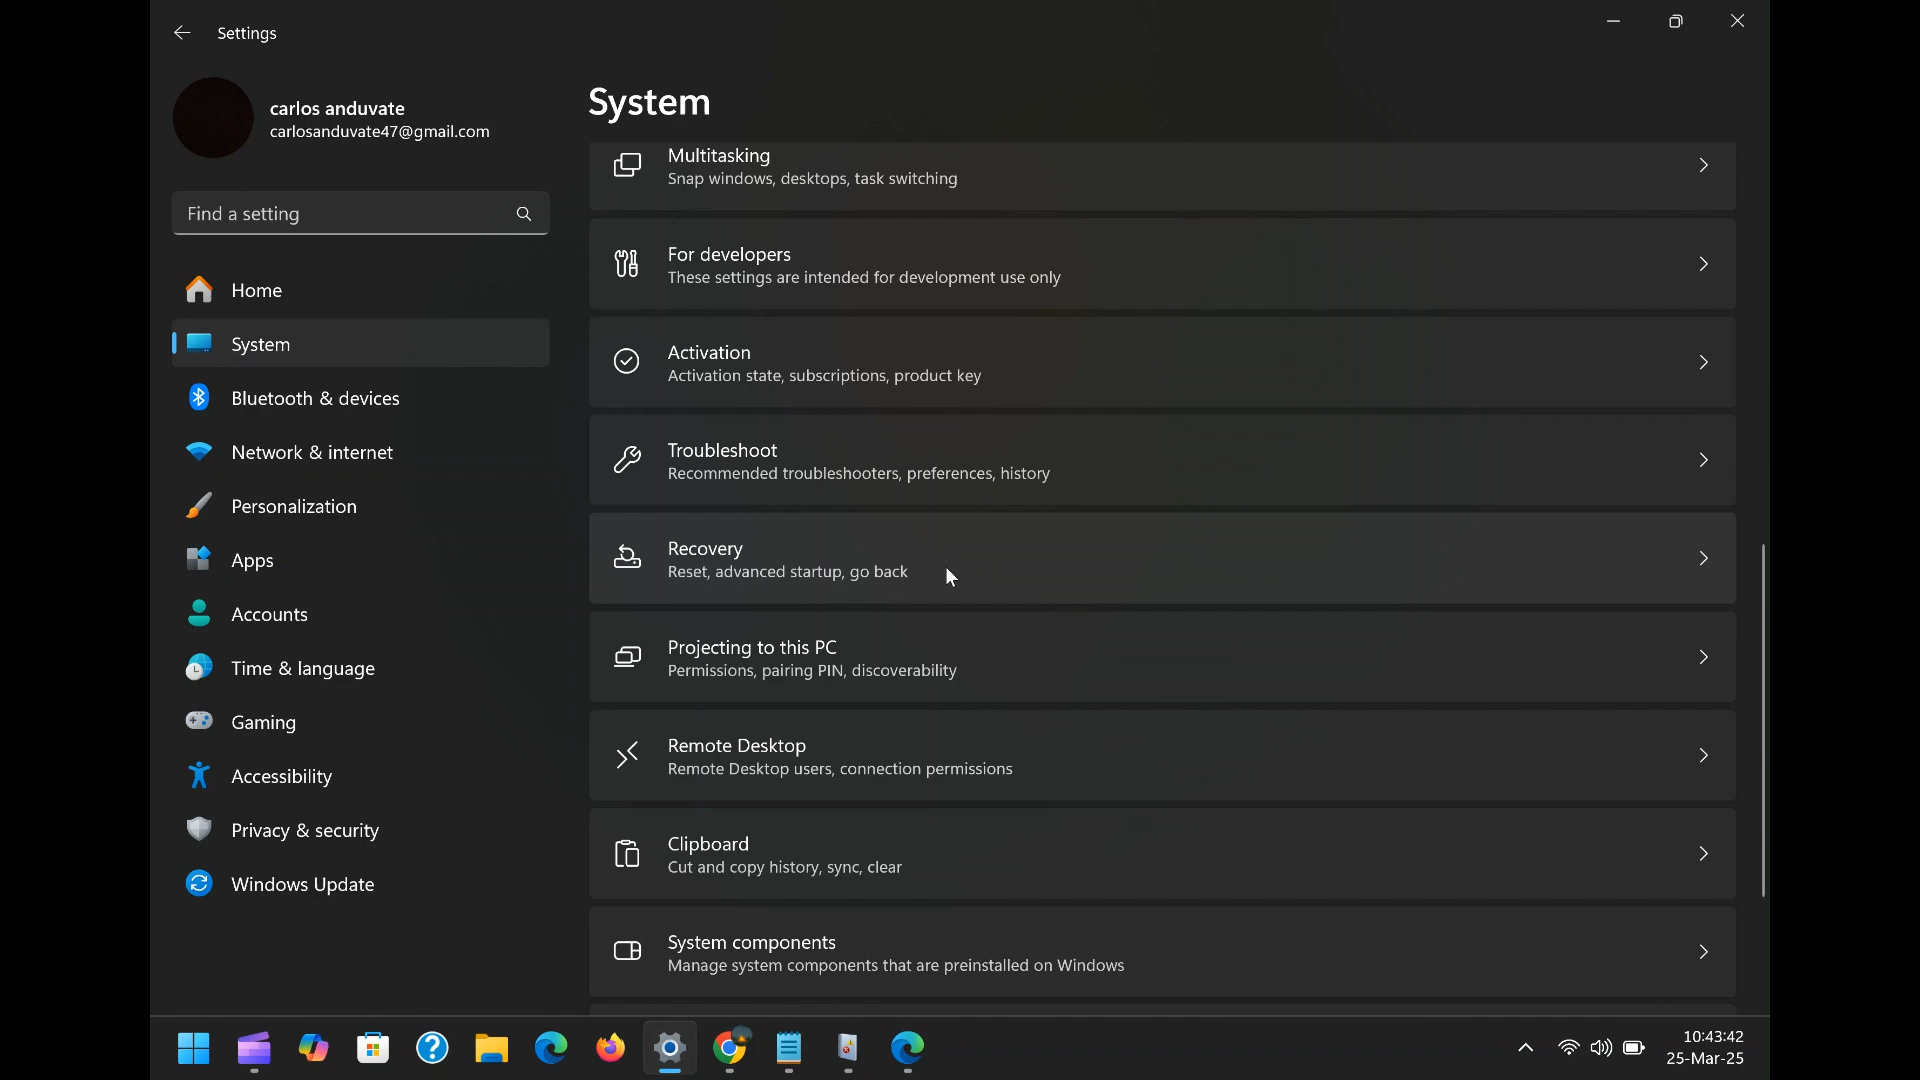 Settings
carlos anduvate
carlosanduvate47@gmail.com
Find a setting
Home
System
Bluetooth & devices
Network & internet
Personalization
Apps
Accounts
Time & language
Gaming
Accessibility
Privacy & security
Windows Update
System
Multitasking
Snap windows, desktops, task switching
For developers
These settings are intended for development use only
Activation
Activation state, subscriptions, product key
Troubleshoot
Recommended troubleshooters, preferences, history
Recovery
Reset, advanced startup, go back
Projecting to this PC
Permissions, pairing PIN, discoverability
Remote Desktop
Remote Desktop users, connection permissions
Clipboard
Cut and copy history, sync, clear
System components
Manage system components that are preinstalled on Windows
10:43:42
25-Mar-25